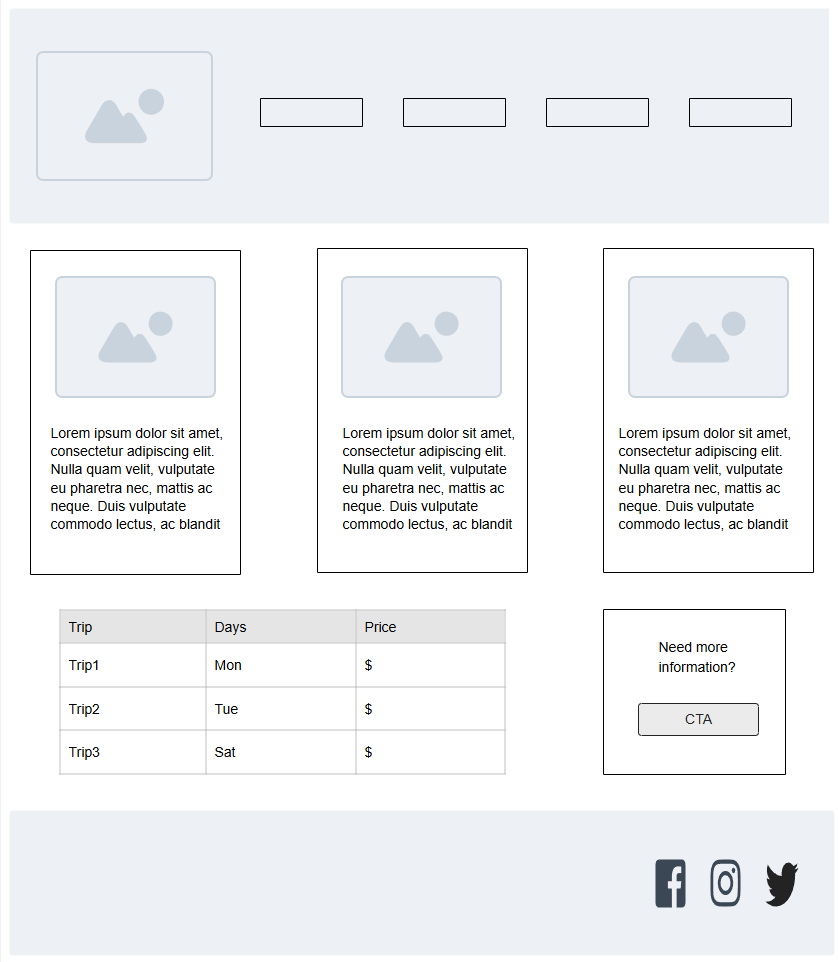 Lorem ipsum dolor sit amet,
consectetur adipiscing elit.
Nulla quam velit, vulputate
eu pharetra nec, mattis ac
neque. Duis vulputate
commodo lectus, ac blandit
Lorem ipsum dolor sit amet,
consectetur adipiscing elit.
Nulla quam velit, vulputate
eu pharetra nec, mattis ac
neque. Duis vulputate
commodo lectus, ac blandit
Lorem ipsum dolor sit amet,
consectetur adipiscing elit.
Nulla quam velit, vulputate
eu pharetra nec, mattis ac
neque. Duis vulputate
commodo lectus, ac blandit
Trip Days Price
Trip1 Mon $
Trip2 Tue $
Trip3 Sat $
Need more
information?
CTA